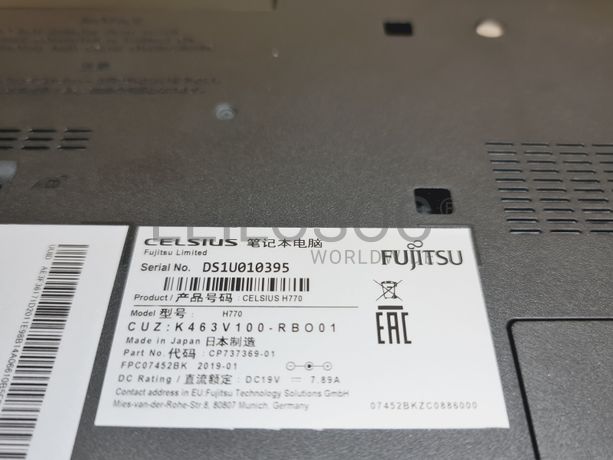 CELSIUS 笔记本电脑
Fujitsu Limited
FUJITSU
Serial No. DS1U010395
Product / 产品号码 : CELSIUS H770
Model 型号 : H770
CUZ:K463V100-RBO01
Made in Japan 日本制造
Part No. 代码 : CP737369-01
FPC07452BK 2019-01
DC Rating / 直流额定 : DC19V 7.89A
Contact address in EU:Fujitsu Technology Solutions GmbH
Mies-van-der-Rohe-Str.8, 80807 Munich, Germany
07452BKZC0886000
EAC
WORLD